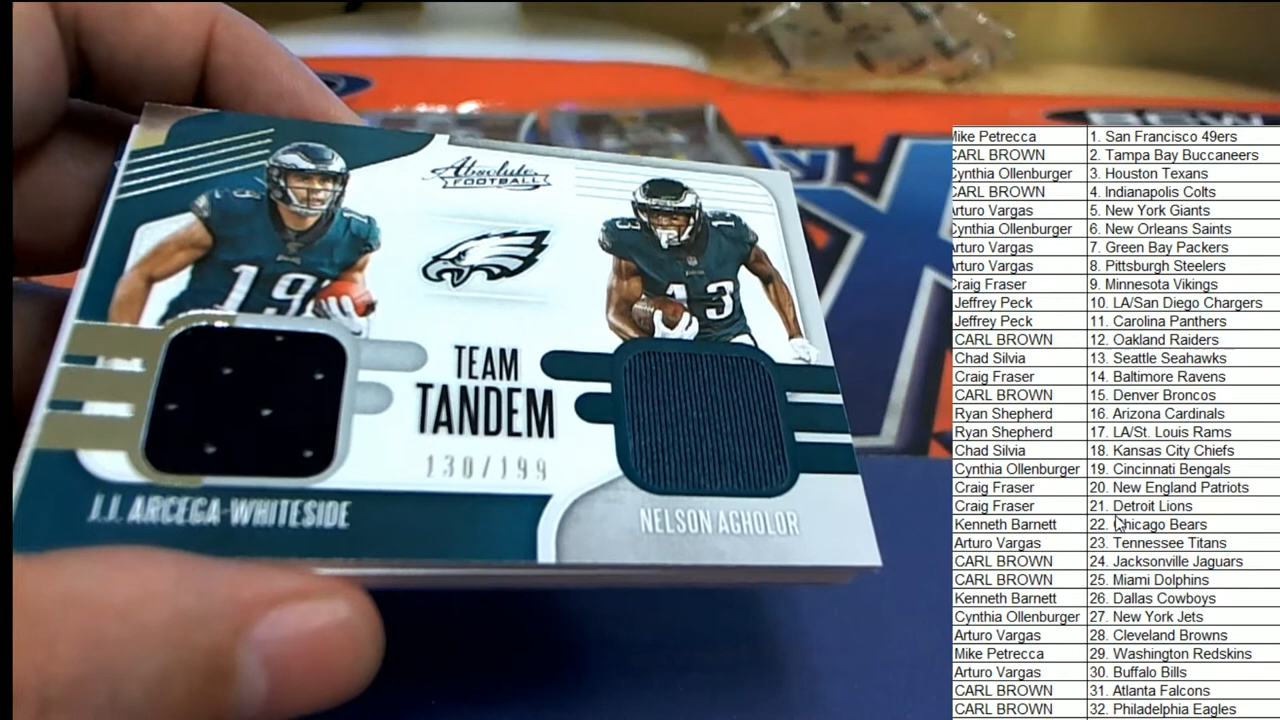 Absolute
FOOTBALL
19
13
TEAM
TANDEM
130/199
J.J. ARCEGA-WHITESIDE
NELSON AGHOLOR
Mike Petrecca 1. San Francisco 49ers
CARL BROWN 2. Tampa Bay Buccaneers
Cynthia Ollenburger 3. Houston Texans
CARL BROWN 4. Indianapolis Colts
Arturo Vargas 5. New York Giants
Cynthia Ollenburger 6. New Orleans Saints
Arturo Vargas 7. Green Bay Packers
Arturo Vargas 8. Pittsburgh Steelers
Craig Fraser 9. Minnesota Vikings
Jeffrey Peck 10. LA/San Diego Chargers
Jeffrey Peck 11. Carolina Panthers
CARL BROWN 12. Oakland Raiders
Chad Silvia 13. Seattle Seahawks
Craig Fraser 14. Baltimore Ravens
CARL BROWN 15. Denver Broncos
Ryan Shepherd 16. Arizona Cardinals
Ryan Shepherd 17. LA/St. Louis Rams
Chad Silvia 18. Kansas City Chiefs
Cynthia Ollenburger 19. Cincinnati Bengals
Craig Fraser 20. New England Patriots
Craig Fraser 21. Detroit Lions
Kenneth Barnett 22. Chicago Bears
Arturo Vargas 23. Tennessee Titans
CARL BROWN 24. Jacksonville Jaguars
CARL BROWN 25. Miami Dolphins
Kenneth Barnett 26. Dallas Cowboys
Cynthia Ollenburger 27. New York Jets
Arturo Vargas 28. Cleveland Browns
Mike Petrecca 29. Washington Redskins
Arturo Vargas 30. Buffalo Bills
CARL BROWN 31. Atlanta Falcons
CARL BROWN 32. Philadelphia Eagles